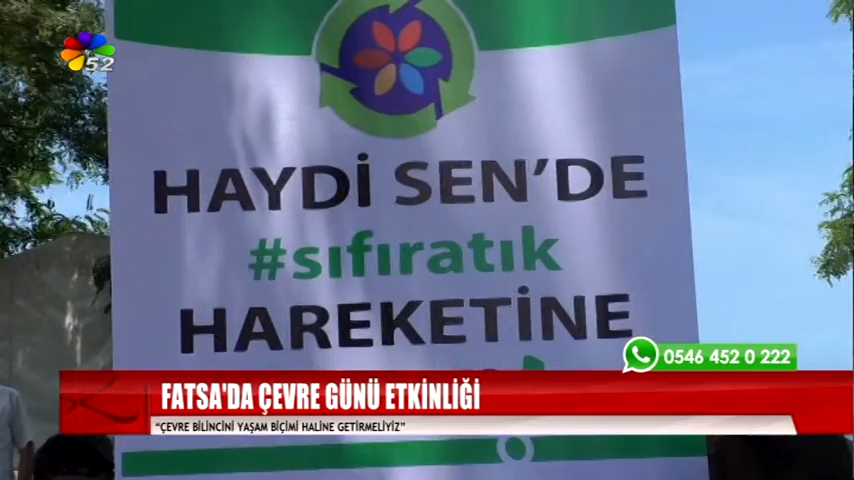 52
HAYDİ SEN'DE
#sıfıratık
HAREKETİNE
0546 452 0 222
FATSA'DA ÇEVRE GÜNÜ ETKİNLİĞİ
"ÇEVRE BİLİNCİNİ YAŞAM BİÇİMİ HALİNE GETİRMELİYİZ"